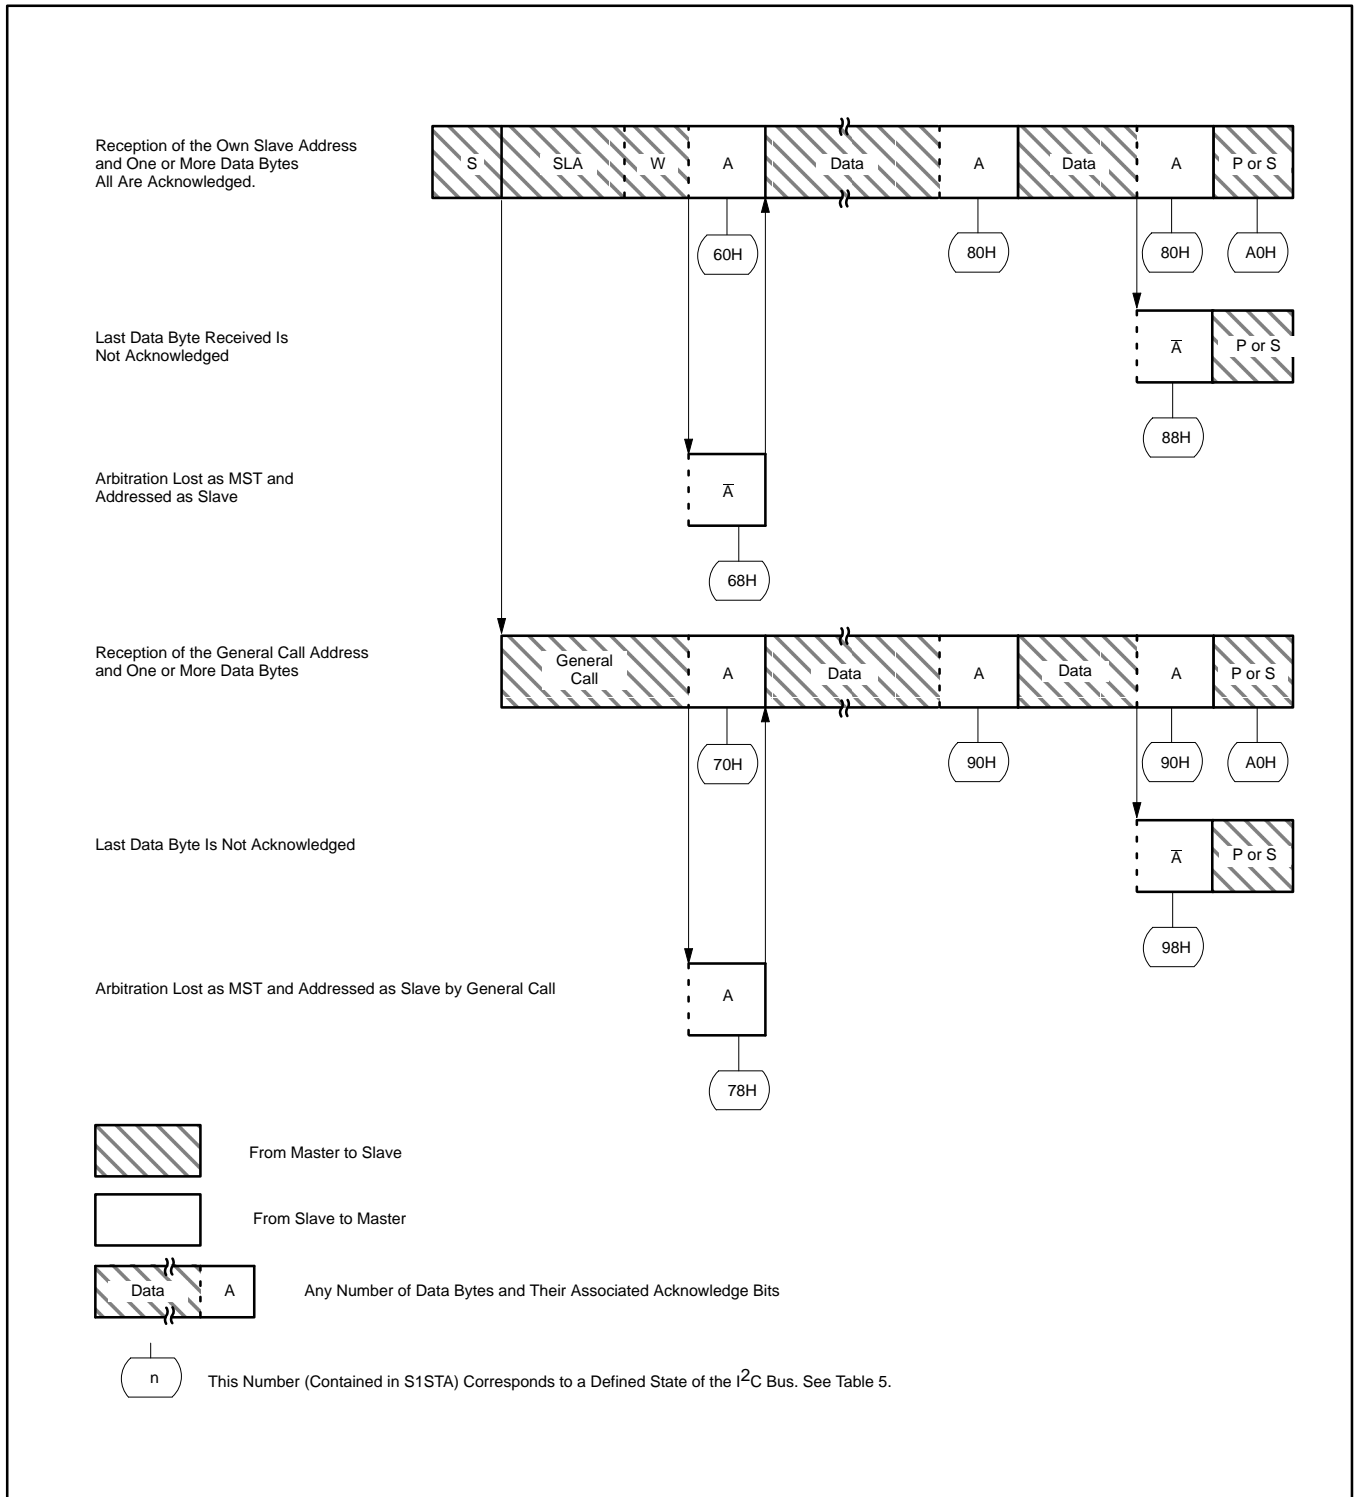 Reception of the Own Slave Address
and One or More Data Bytes
All Are Acknowledged.
S SLA W A Data A Data A P or S
60H 80H 80H A0H
Last Data Byte Received Is
Not Acknowledged
A̅ P or S
88H
Arbitration Lost as MST and
Addressed as Slave
A̅
68H
Reception of the General Call Address
and One or More Data Bytes
General
Call
A Data A Data A P or S
70H 90H 90H A0H
Last Data Byte Is Not Acknowledged
A̅ P or S
98H
Arbitration Lost as MST and Addressed as Slave by General Call
A
78H
From Master to Slave
From Slave to Master
Data A Any Number of Data Bytes and Their Associated Acknowledge Bits
n This Number (Contained in S1STA) Corresponds to a Defined State of the I²C Bus. See Table 5.